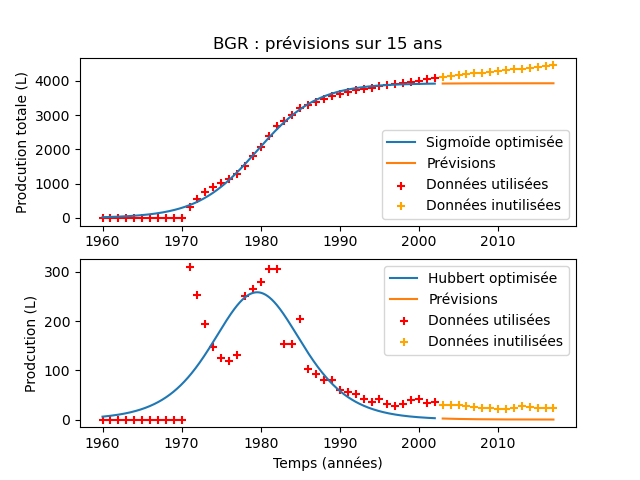 BGR : prévisions sur 15 ans
Prodcution totale (L)
4000
3000
2000
1000
0
Sigmoïde optimisée
Prévisions
Données utilisées
Données inutilisées
1960 1970 1980 1990 2000 2010
Prodcution (L)
300
200
100
0
Hubbert optimisée
Prévisions
Données utilisées
Données inutilisées
1960 1970 1980 1990 2000 2010
Temps (années)